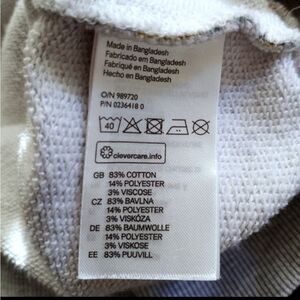 Made in Bangladesh
Fabricado em Bangladesh
Fabriqué en Bangladesh
Hecho en Bangladesh
O/N 989720
P/N 0236418 0
40
clevercare.info
GB 83% COTTON
14% POLYESTER
3% VISCOSE
CZ 83% BAVLNA
14% POLYESTER
3% VISKÓZA
DE 83% BAUMWOLLE
14% POLYESTER
3% VISKOSE
EE 83% PUUVILL